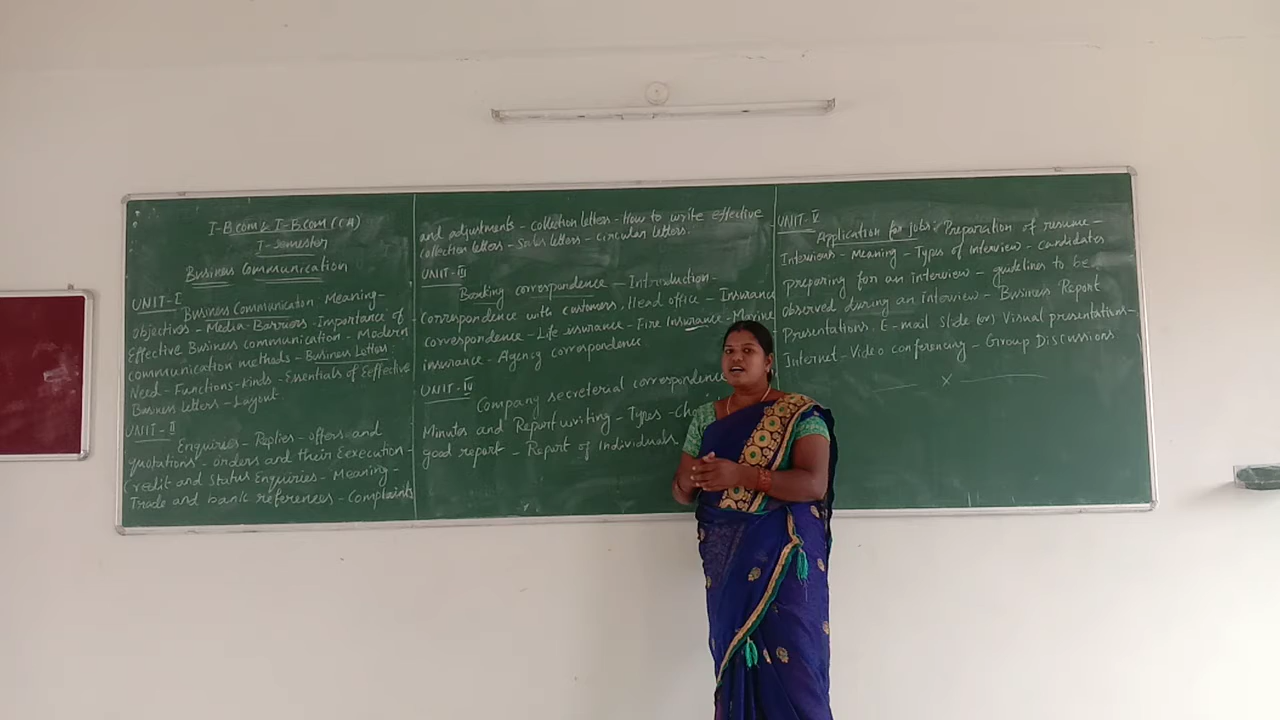 I-B.com & I-B.com (CA)
I-Semester
Business Communication
UNIT-I
Business Communication: Meaning-
objectives - Media-Barriers-Importance of
Effective Business communication - Modern
communication methods - Business Letters:
Need - Functions-kinds - Essentials of Effective
Business letters - Layout.
UNIT-II
Enquiries - Replies - offers and
quotations - orders and their Execution -
Credit and Status Enquiries - Meaning-
Trade and bank references - Complaints
and adjustments - collection letters - How to write effective
collection letters - Sales letters - Circular letters.
UNIT-III
Banking correspondence - Introduction-
correspondence with customers, Head office - Insurance
correspondence - Life insurance - Fire Insurance - Marine
insurance - Agency correspondence
UNIT-IV
Company secreterial correspondence
Minutes and Report writing - Types -
good report - Report of Individuals
UNIT-V
Application for Jobs: Preparation of resume -
Interviews - Meaning - Types of interview - candidates
preparing for an interview - guidelines to be
observed during an interview - Business Report
Presentations. E-mail Slide (or) Visual presentations-
Internet - Video conferencing - Group Discussions.
X